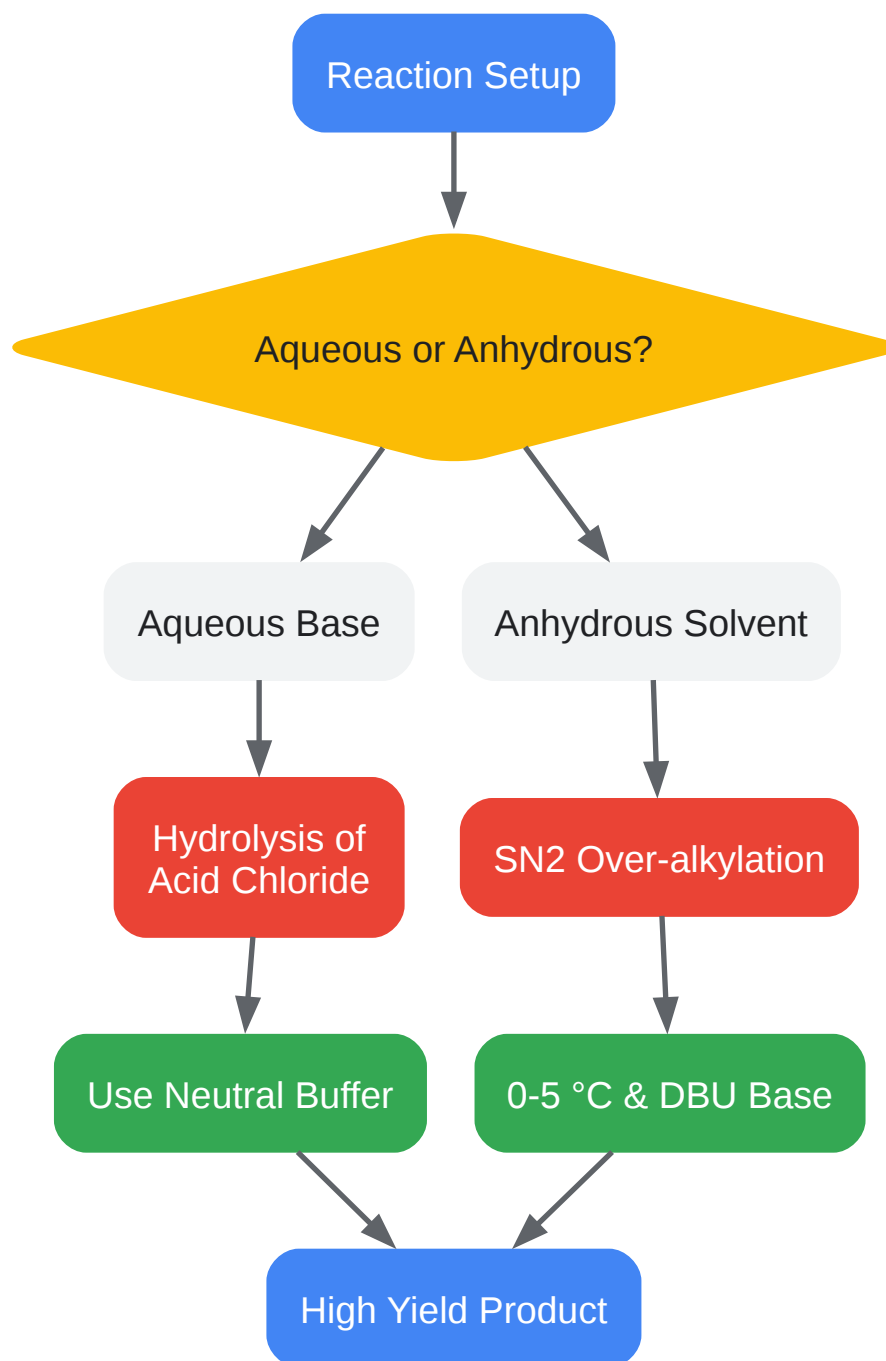 Reaction Setup
Aqueous or Anhydrous?
Aqueous Base
Anhydrous Solvent
Hydrolysis of
Acid Chloride
SN2 Over-alkylation
Use Neutral Buffer
0-5 °C & DBU Base
High Yield Product